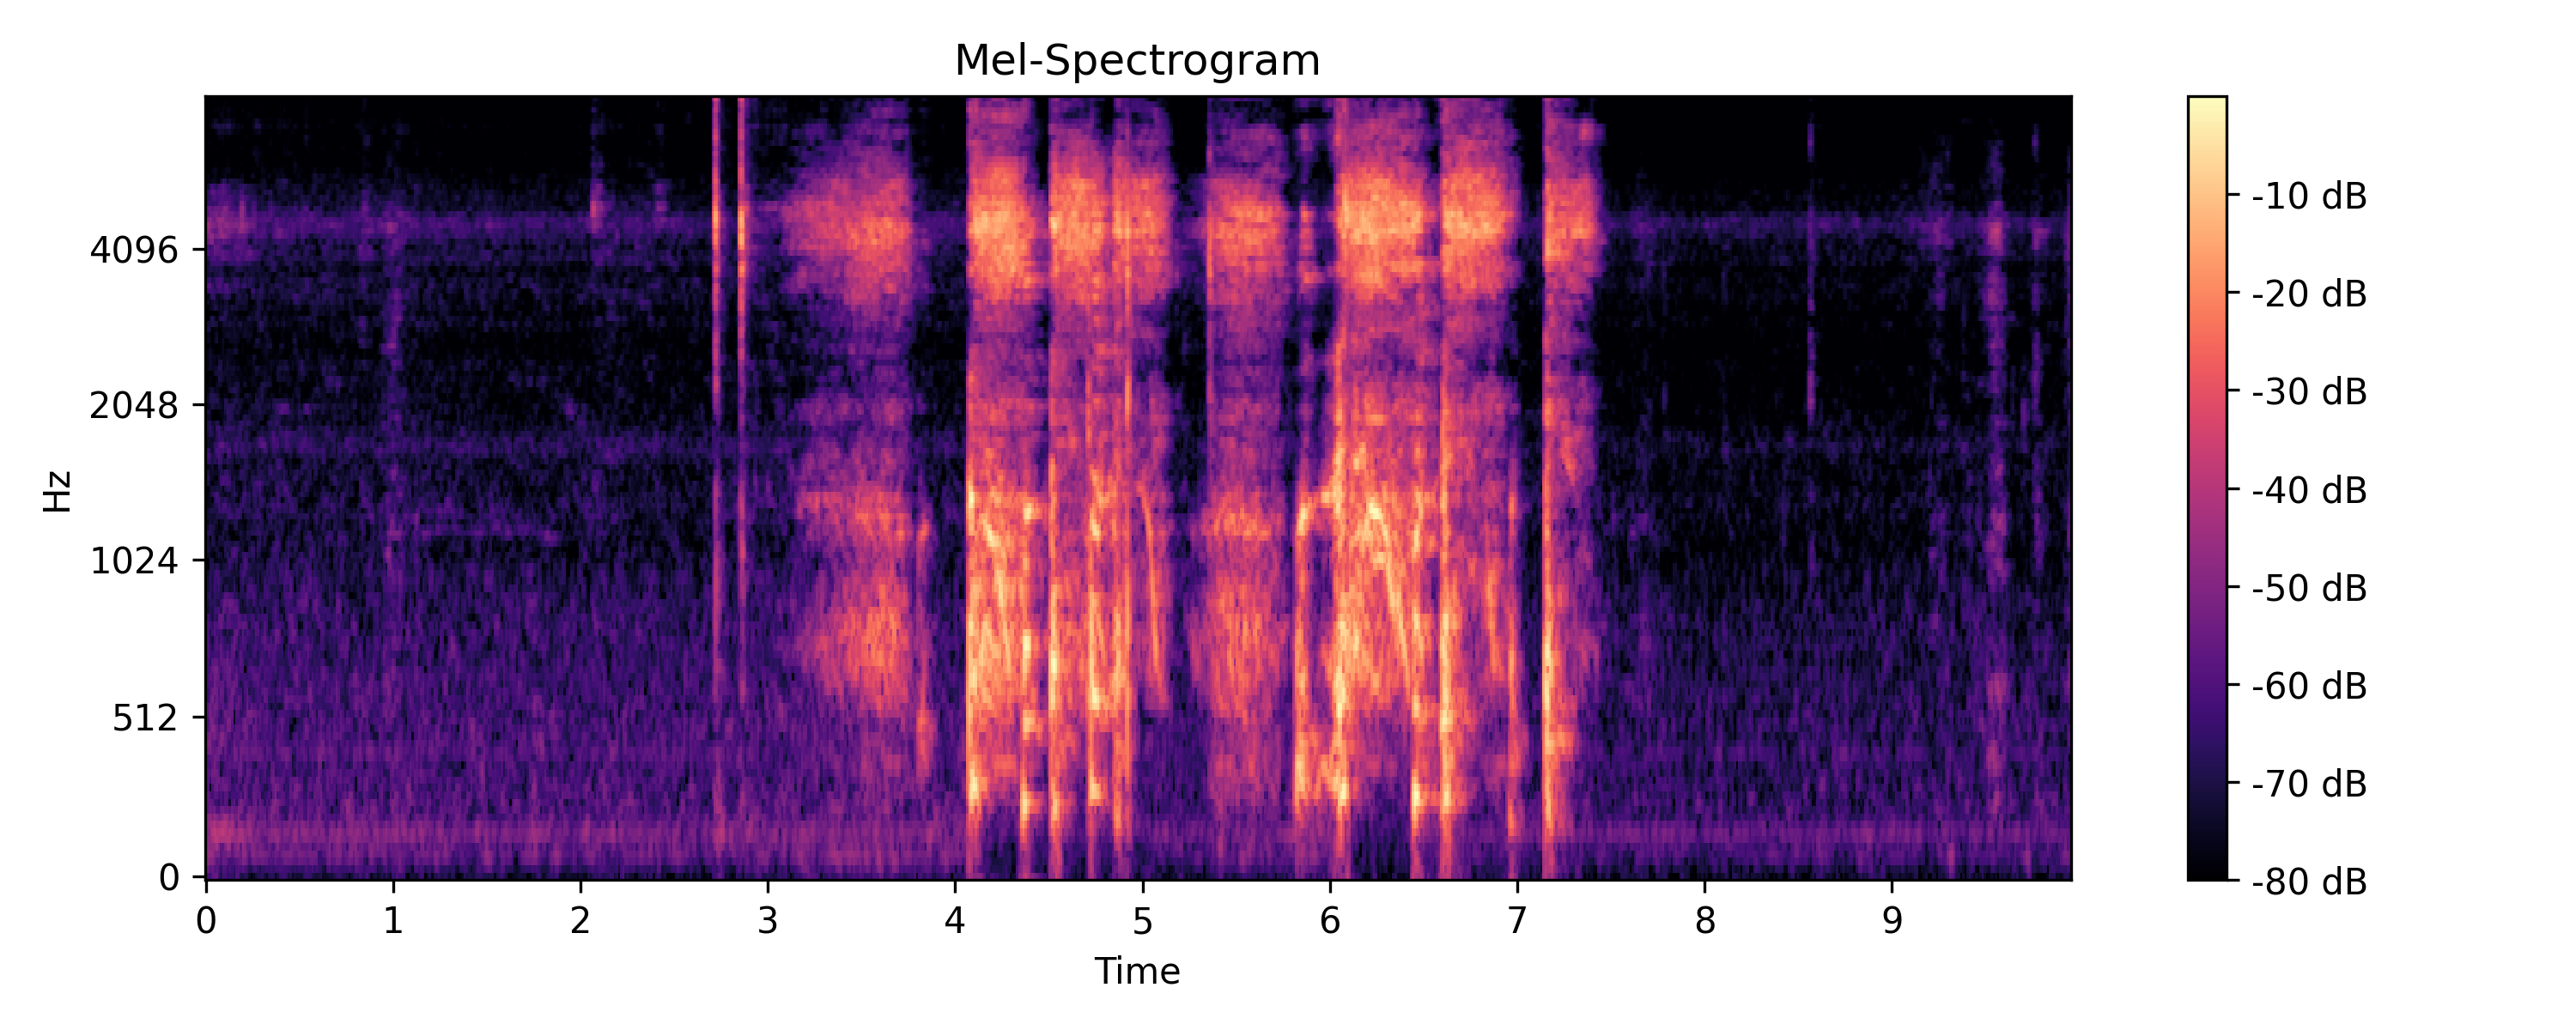 Mel-Spectrogram
Hz
4096
2048
1024
512
0
0 1 2 3 4 5 6 7 8 9
Time
-10 dB
-20 dB
-30 dB
-40 dB
-50 dB
-60 dB
-70 dB
-80 dB